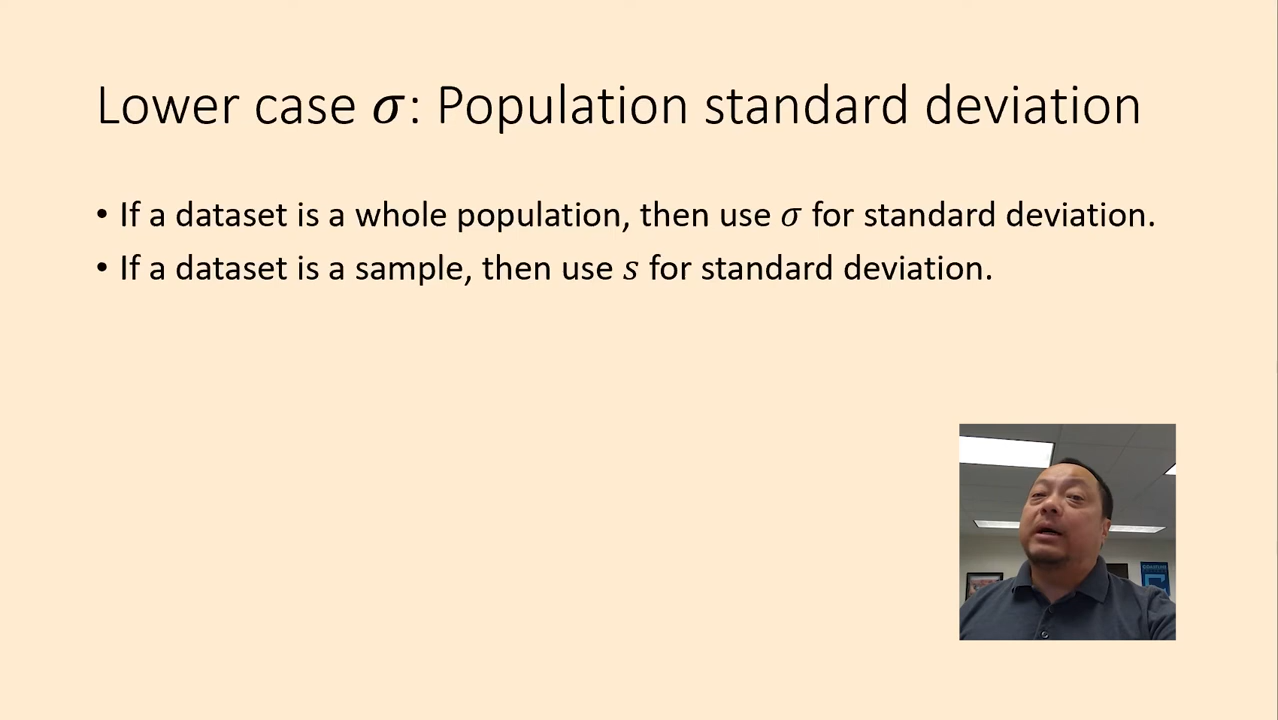 Lower case 𝝈: Population standard deviation
• If a dataset is a whole population, then use 𝜎 for standard deviation.
• If a dataset is a sample, then use 𝑠 for standard deviation.
COASTLINE